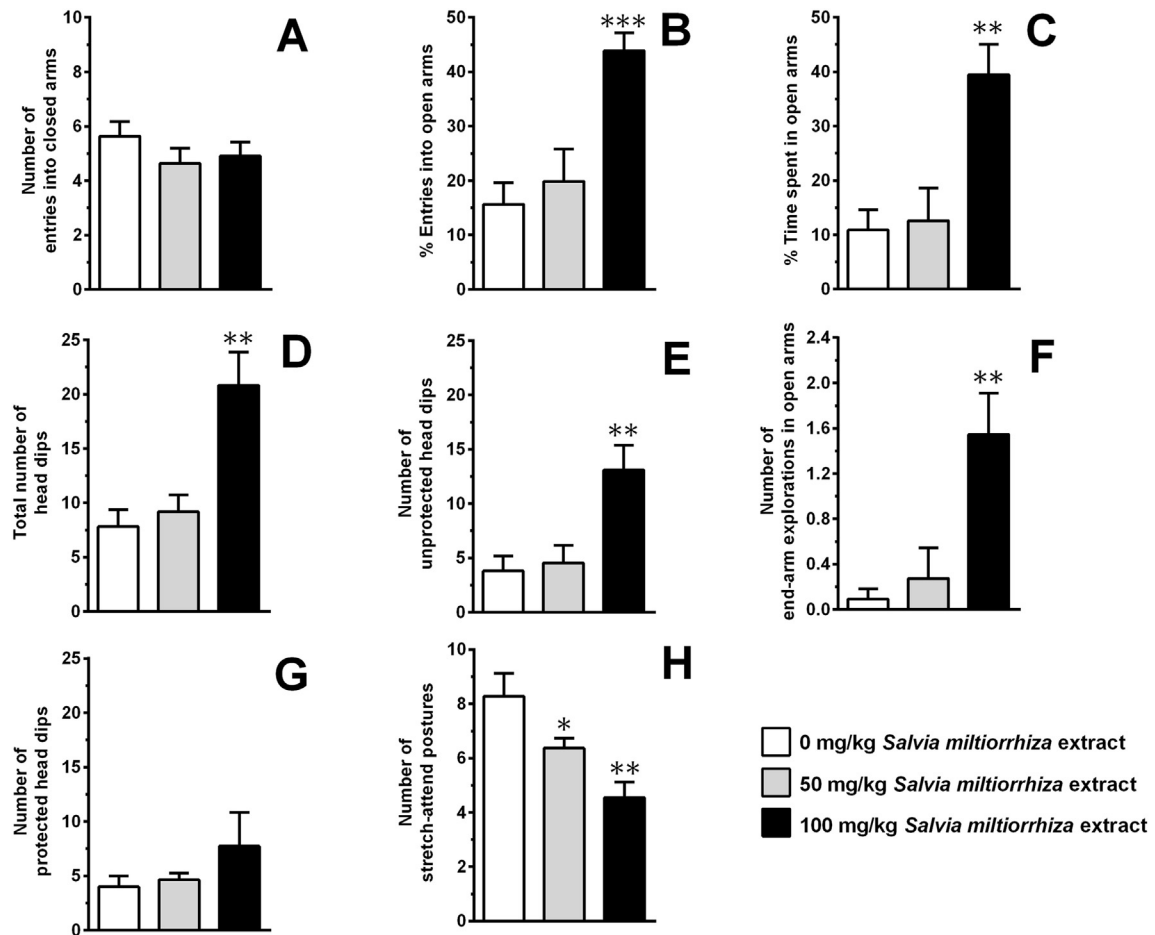 A
Number of
entries into closed arms
10
8
6
4
2
0
B
% Entries into open arms
50
40
30
20
10
0
***
C
% Time spent in open arms
50
40
30
20
10
0
**
D
Total number of
head dips
25
20
15
10
5
0
**
E
Number of
unprotected head dips
25
20
15
10
5
0
**
F
Number of
end-arm explorations in open arms
2.4
2.0
1.6
1.2
0.8
0.4
0.0
**
G
Number of
protected head dips
25
20
15
10
5
0
H
Number of
stretch-attend postures
10
8
6
4
2
0
*
**
0 mg/kg Salvia miltiorrhiza extract
50 mg/kg Salvia miltiorrhiza extract
100 mg/kg Salvia miltiorrhiza extract